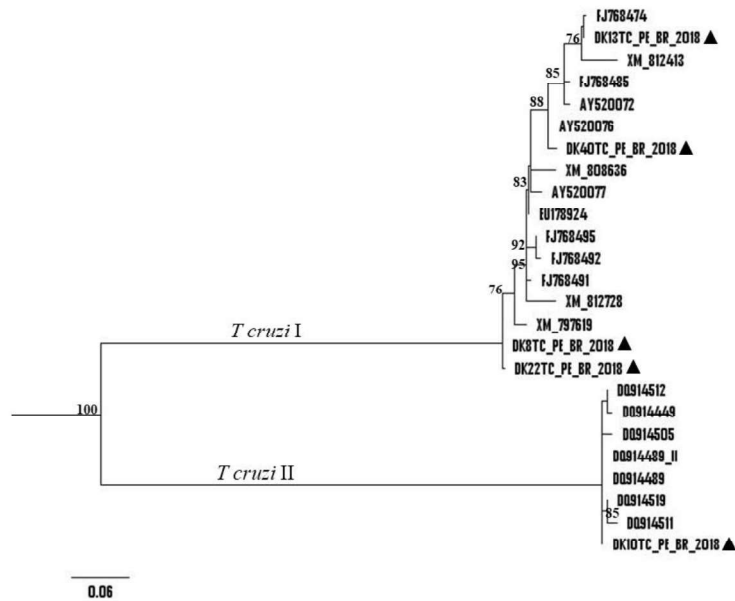 FJ768474
76
DK13TC_PE_BR_2018 ▲
XM_812413
85
FJ768485
AY520072
88
AY520076
DK40TC_PE_BR_2018 ▲
XM_808636
83
AY520077
EU178924
FJ768495
92
FJ768492
95
FJ768491
76
XM_812728
XM_797619
T cruzi I
DK8TC_PE_BR_2018 ▲
DK22TC_PE_BR_2018 ▲
DQ914512
100
DQ914449
DQ914505
DQ914489_II
T cruzi II
DQ914489
DQ914519
85
DQ914511
DK10TC_PE_BR_2018 ▲
0.06